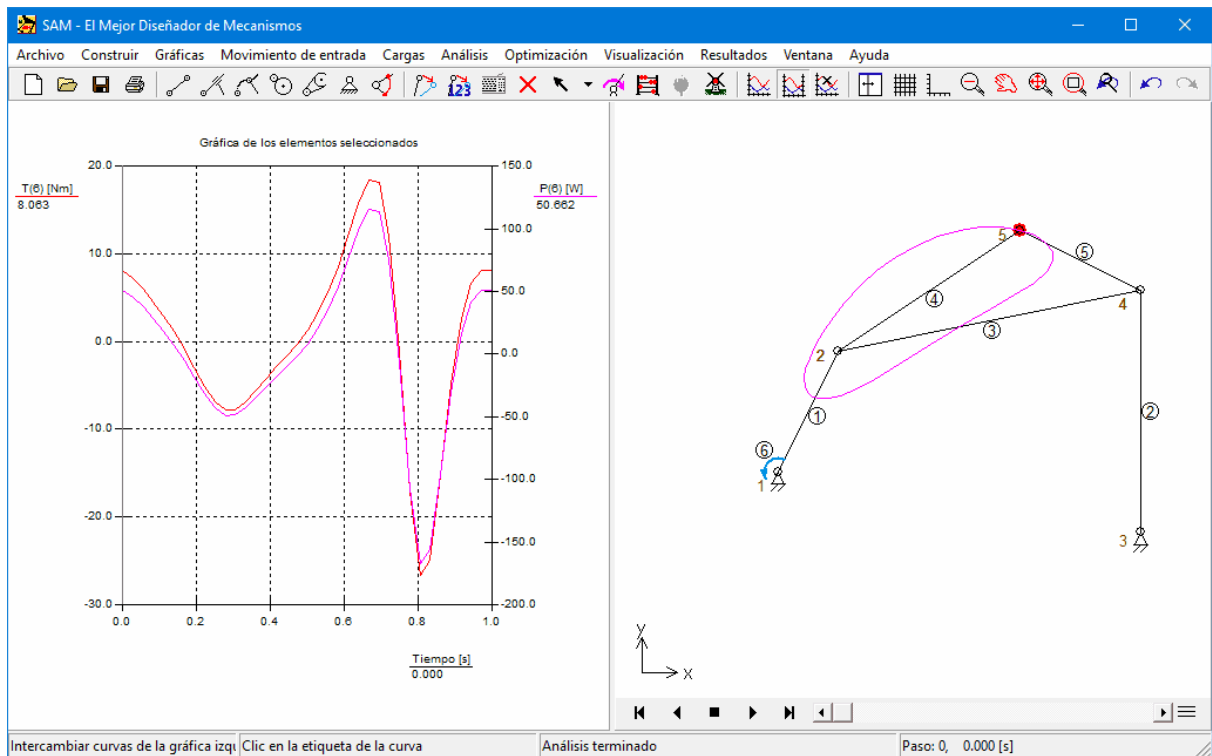 SAM - El Mejor Diseñador de Mecanismos
Archivo Construir Gráficas Movimiento de entrada Cargas Análisis Optimización Visualización Resultados Ventana Ayuda
123
Gráfica de los elementos seleccionados
T(6) [Nm]
8.063
20.0
10.0
0.0
-10.0
-20.0
-30.0
P(6) [W]
50.662
150.0
100.0
50.0
0.0
-50.0
-100.0
-150.0
-200.0
0.0 0.2 0.4 0.6 0.8 1.0
Tiempo [s]
0.000
5
5
4
4
3
2
1
2
6
1
3
y
x
Intercambiar curvas de la gráfica izqu Clic en la etiqueta de la curva Análisis terminado Paso: 0, 0.000 [s]